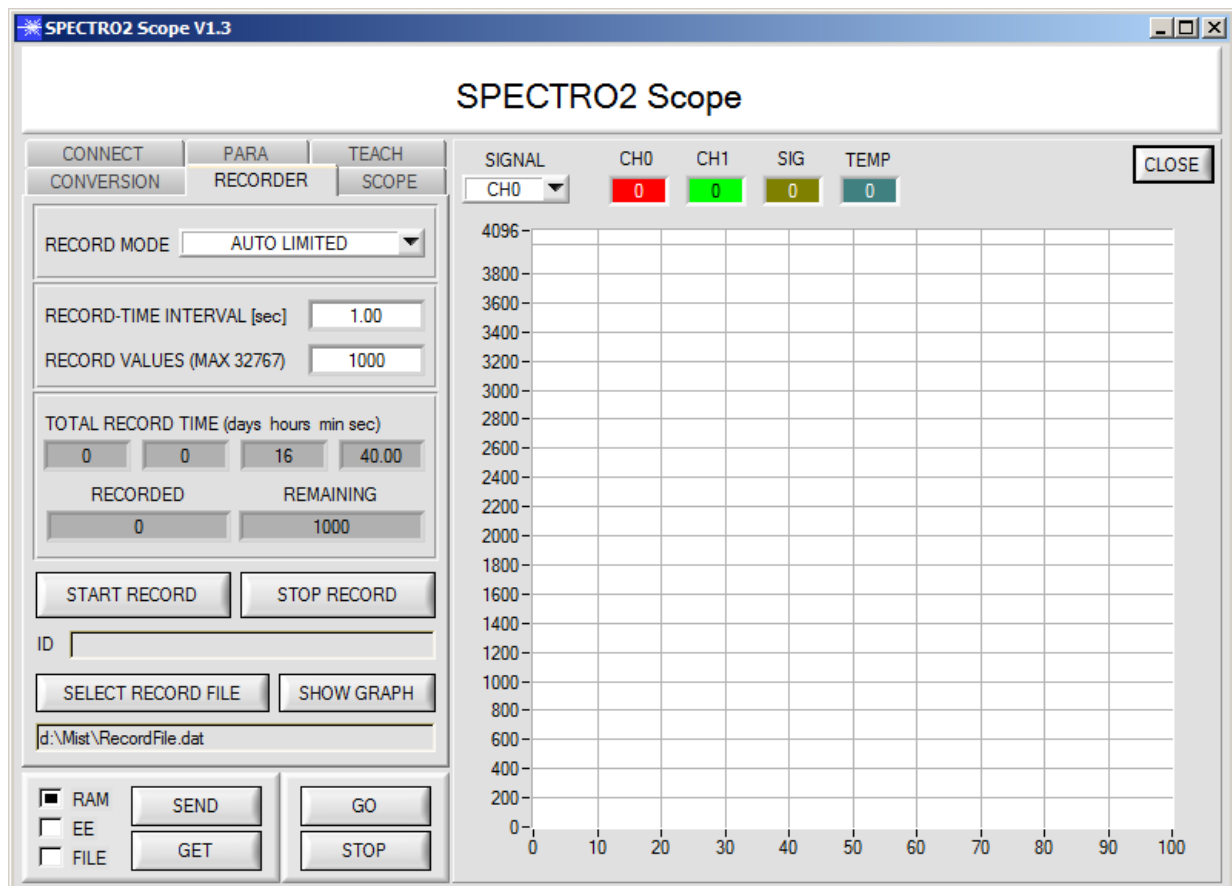 SPECTRO2 Scope V1.3
SPECTRO2 Scope
CONNECT PARA TEACH
CONVERSION RECORDER SCOPE
RECORD MODE AUTO LIMITED
RECORD-TIME INTERVAL [sec] 1.00
RECORD VALUES (MAX 32767) 1000
TOTAL RECORD TIME (days hours min sec)
0 0 16 40.00
RECORDED REMAINING
0 1000
START RECORD STOP RECORD
ID
SELECT RECORD FILE SHOW GRAPH
d:\Mist\RecordFile.dat
RAM SEND GO
EE
FILE GET STOP
SIGNAL CH0 CH1 SIG TEMP CLOSE
CH0 0 0 0 0
4096
3800
3600
3400
3200
3000
2800
2600
2400
2200
2000
1800
1600
1400
1200
1000
800
600
400
200
0
0 10 20 30 40 50 60 70 80 90 100